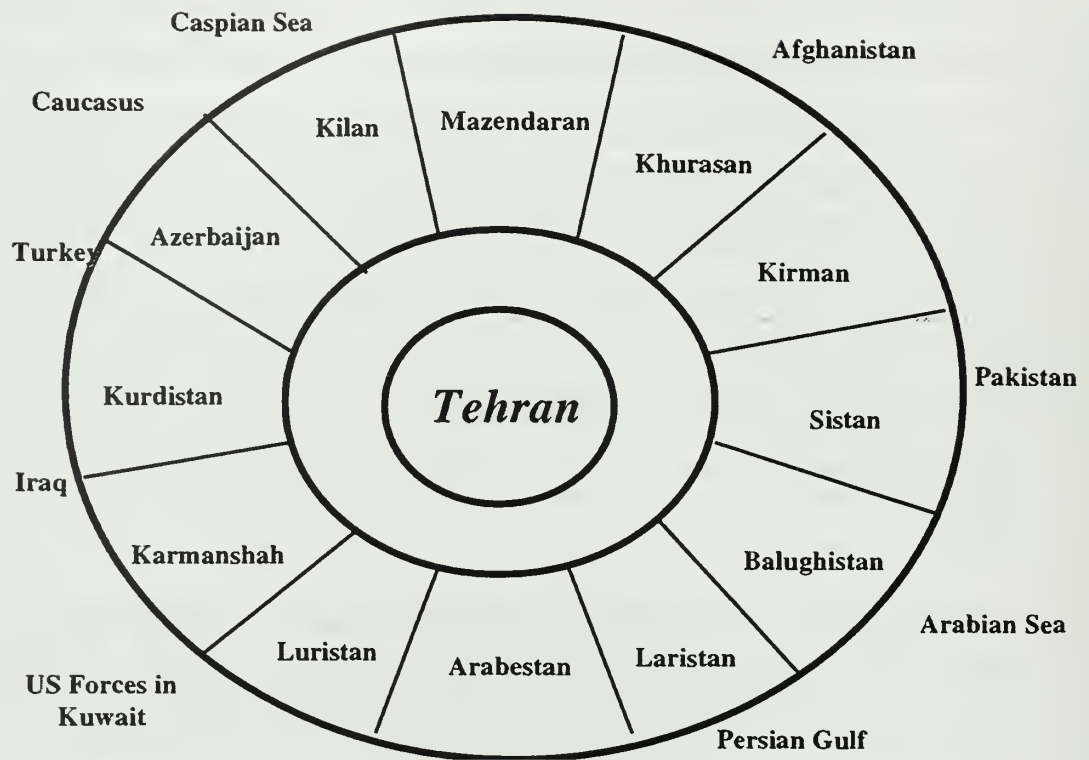 Caspian Sea
Afghanistan
Caucasus
Kilan
Mazendaran
Khurasan
Turkey
Azerbaijan
Kirman
Kurdistan
Tehran
Pakistan
Sistan
Iraq
Karmanshah
Balughistan
Luristan
Arabestan
Laristan
Arabian Sea
US Forces in
Kuwait
Persian Gulf